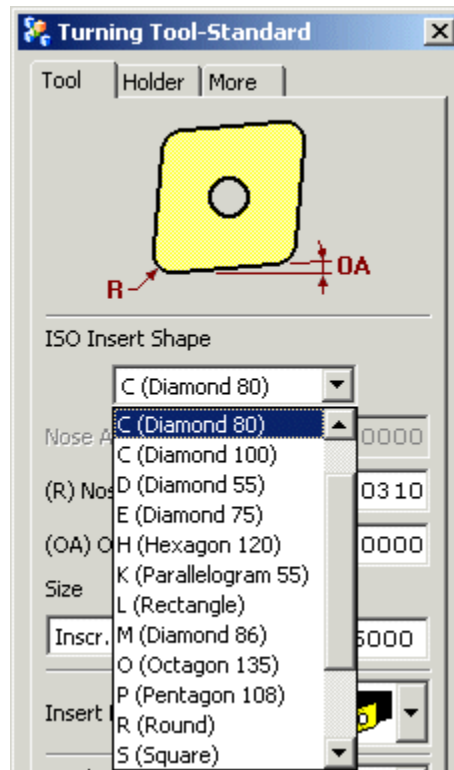 Turning Tool-Standard
Tool Holder More
OA
R
ISO Insert Shape
C (Diamond 80)
C (Diamond 80)
Nose 0000
C (Diamond 100)
D (Diamond 55)
(R) 0310
E (Diamond 75)
(OA) 0000
H (Hexagon 120)
K (Parallelogram 55)
Size
L (Rectangle)
Inscr. 5000
M (Diamond 86)
O (Octagon 135)
P (Pentagon 108)
Insert
R (Round)
S (Square)